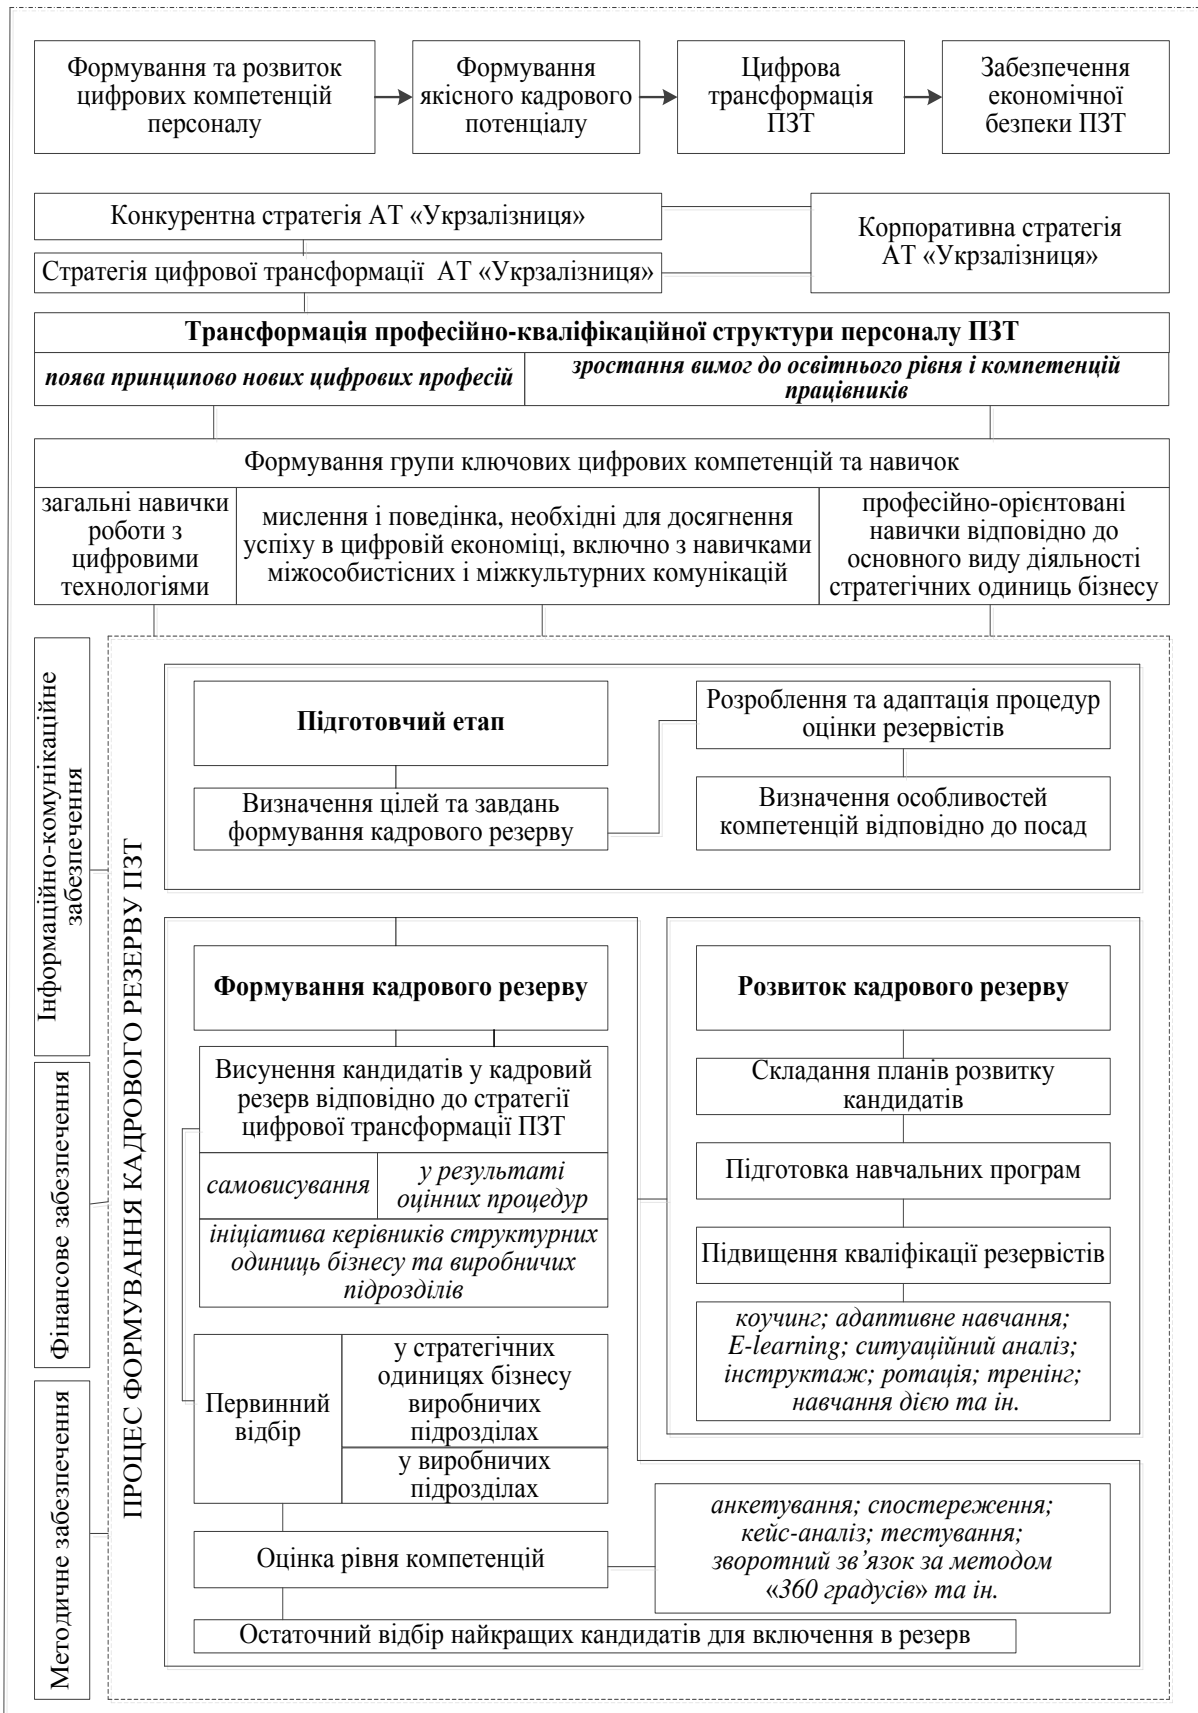 Формування та розвиток
цифрових компетенцій
персоналу
Формування
якісного кадрового
потенціалу
Цифрова
трансформація
ПЗТ
Забезпечення
економічної
безпеки ПЗТ
Конкурентна стратегія АТ «Укрзалізниця»
Стратегія цифрової трансформації АТ «Укрзалізниця»
Корпоративна стратегія
АТ «Укрзалізниця»
Трансформація професійно-кваліфікаційної структури персоналу ПЗТ
поява принципово нових цифрових професій
зростання вимог до освітнього рівня і компетенцій
працівників
Формування групи ключових цифрових компетенцій та навичок
загальні навички
роботи з
цифровими
технологіями
мислення і поведінка, необхідні для досягнення
успіху в цифровій економіці, включно з навичками
міжособистісних і міжкультурних комунікацій
професійно-орієнтовані
навички відповідно до
основного виду діяльності
стратегічних одиниць бізнесу
Інформаційно-комунікаційне
забезпечення
Фінансове забезпечення
Методичне забезпечення
ПРОЦЕС ФОРМУВАННЯ КАДРОВОГО РЕЗЕРВУ ПЗТ
Підготовчий етап
Визначення цілей та завдань
формування кадрового резерву
Розроблення та адаптація процедур
оцінки резервістів
Визначення особливостей
компетенцій відповідно до посад
Формування кадрового резерву
Висунення кандидатів у кадровий
резерв відповідно до стратегії
цифрової трансформації ПЗТ
самовисування
у результаті
оцінних процедур
ініціатива керівників структурних
одиниць бізнесу та виробничих
підрозділів
Первинний
відбір
у стратегічних
одиницях бізнесу
виробничих
підрозділах
у виробничих
підрозділах
Оцінка рівня компетенцій
анкетування; спостереження;
кейс-аналіз; тестування;
зворотний зв’язок за методом
«360 градусів» та ін.
Остаточний відбір найкращих кандидатів для включення в резерв
Розвиток кадрового резерву
Складання планів розвитку
кандидатів
Підготовка навчальних програм
Підвищення кваліфікації резервістів
коучинг; адаптивне навчання;
E-learning; ситуаційний аналіз;
інструктаж; ротація; тренінг;
навчання дією та ін.